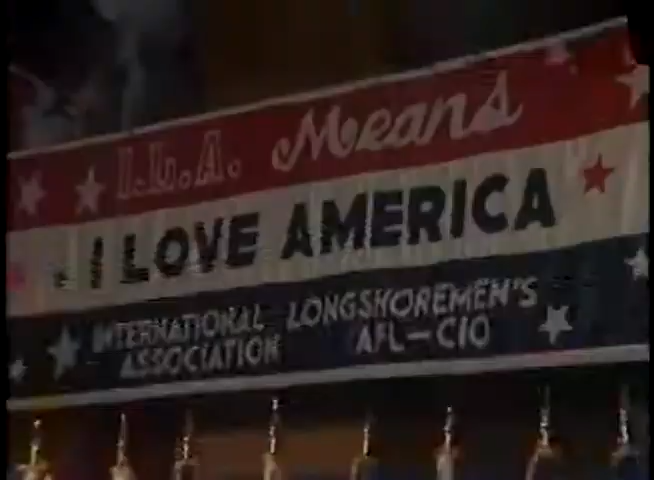 I.L.A. Means
I LOVE AMERICA
INTERNATIONAL LONGSHOREMEN'S
ASSOCIATION AFL-CIO